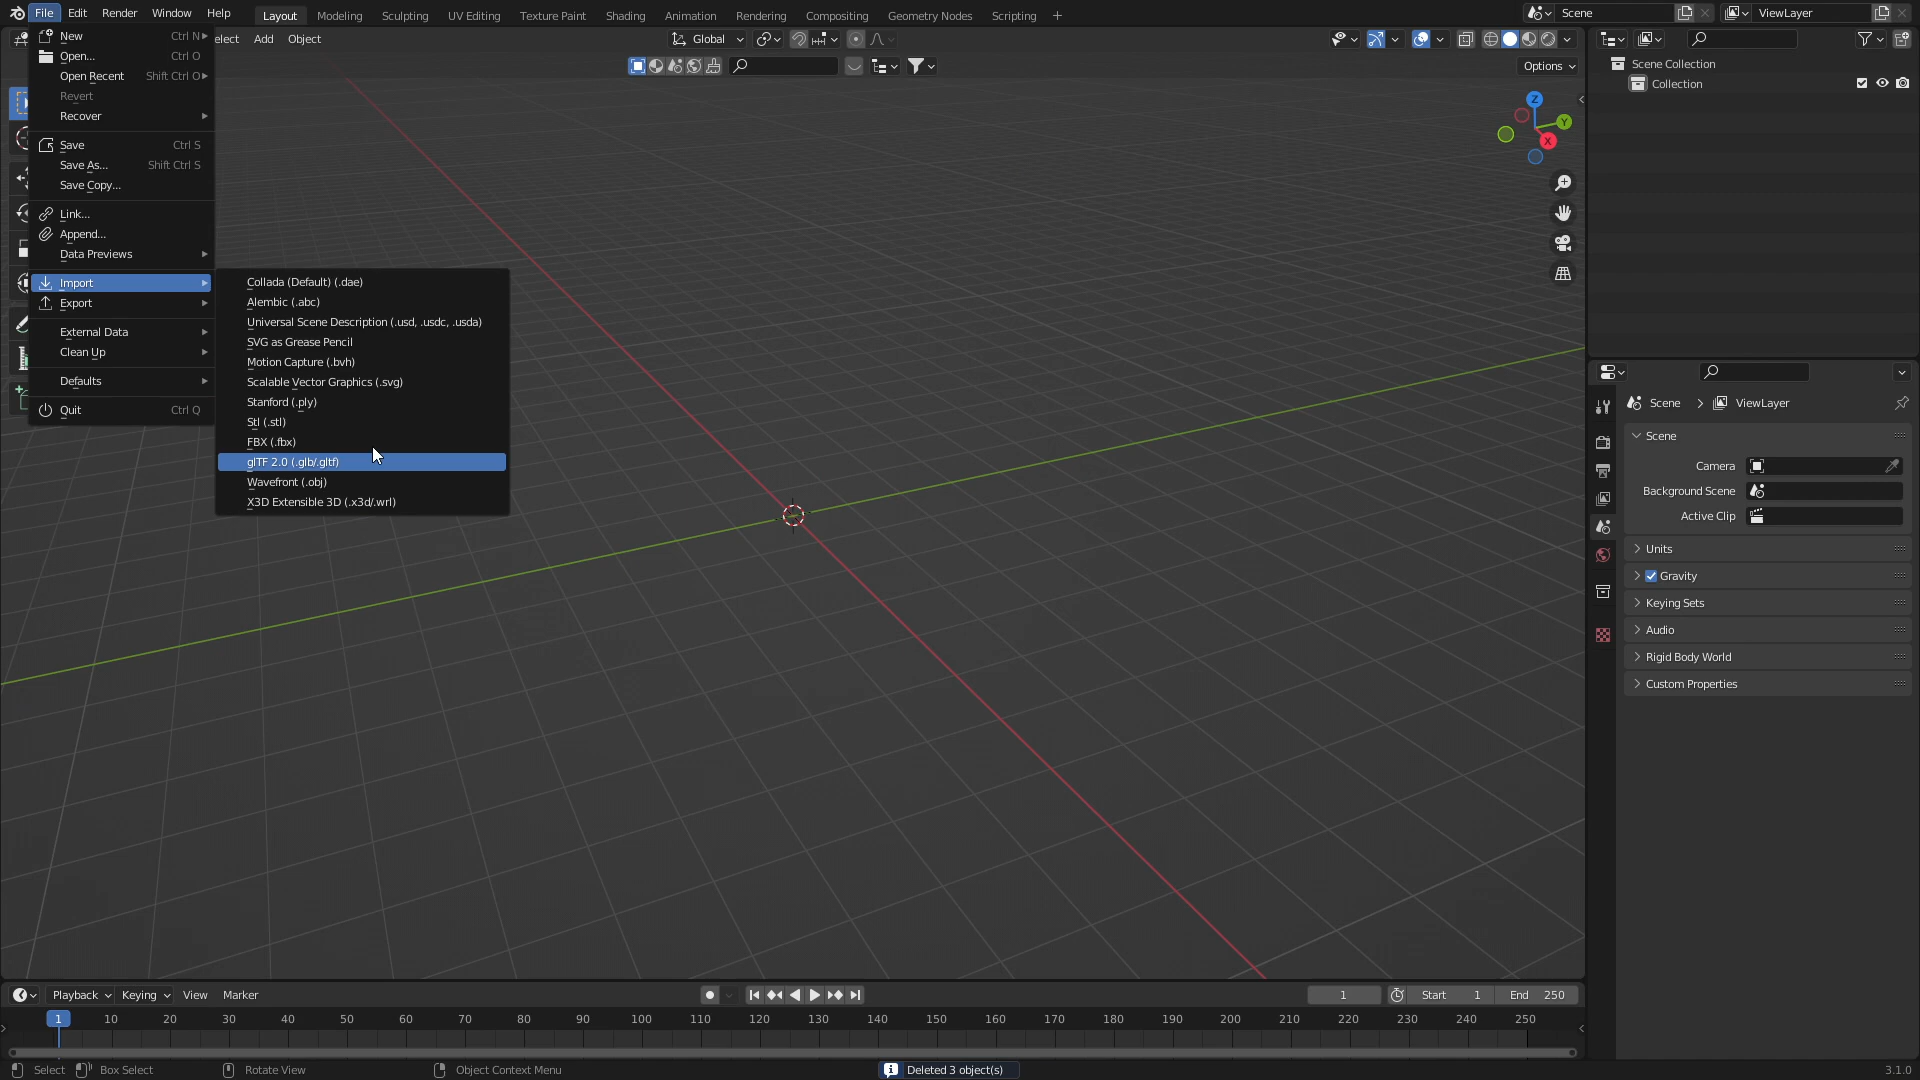 File Edit Render Window Help Layout Modeling Sculpting UV Editing Texture Paint Shading Animation Rendering Compositing Geometry Nodes Scripting + Scene ViewLayer
elect Add Object Global
Options
New Ctrl N
Open... Ctrl O
Open Recent Shift Ctrl O
Revert
Recover
Save Ctrl S
Save As... Shift Ctrl S
Save Copy...
Link...
Append...
Data Previews
Import
Export
External Data
Clean Up
Defaults
Quit Ctrl Q
Collada (Default) (.dae)
Alembic (.abc)
Universal Scene Description (.usd, .usdc, .usda)
SVG as Grease Pencil
Motion Capture (.bvh)
Scalable Vector Graphics (.svg)
Stanford (.ply)
Stl (.stl)
FBX (.fbx)
glTF 2.0 (.glb/.gltf)
Wavefront (.obj)
X3D Extensible 3D (.x3d/.wrl)
Z
Y
X
Scene Collection
Collection
Scene > ViewLayer
Scene
Camera
Background Scene
Active Clip
Units
Gravity
Keying Sets
Audio
Rigid Body World
Custom Properties
Playback Keying View Marker 1 Start 1 End 250
1 10 20 30 40 50 60 70 80 90 100 110 120 130 140 150 160 170 180 190 200 210 220 230 240 250
Select Box Select Rotate View Object Context Menu Deleted 3 object(s) 3.1.0